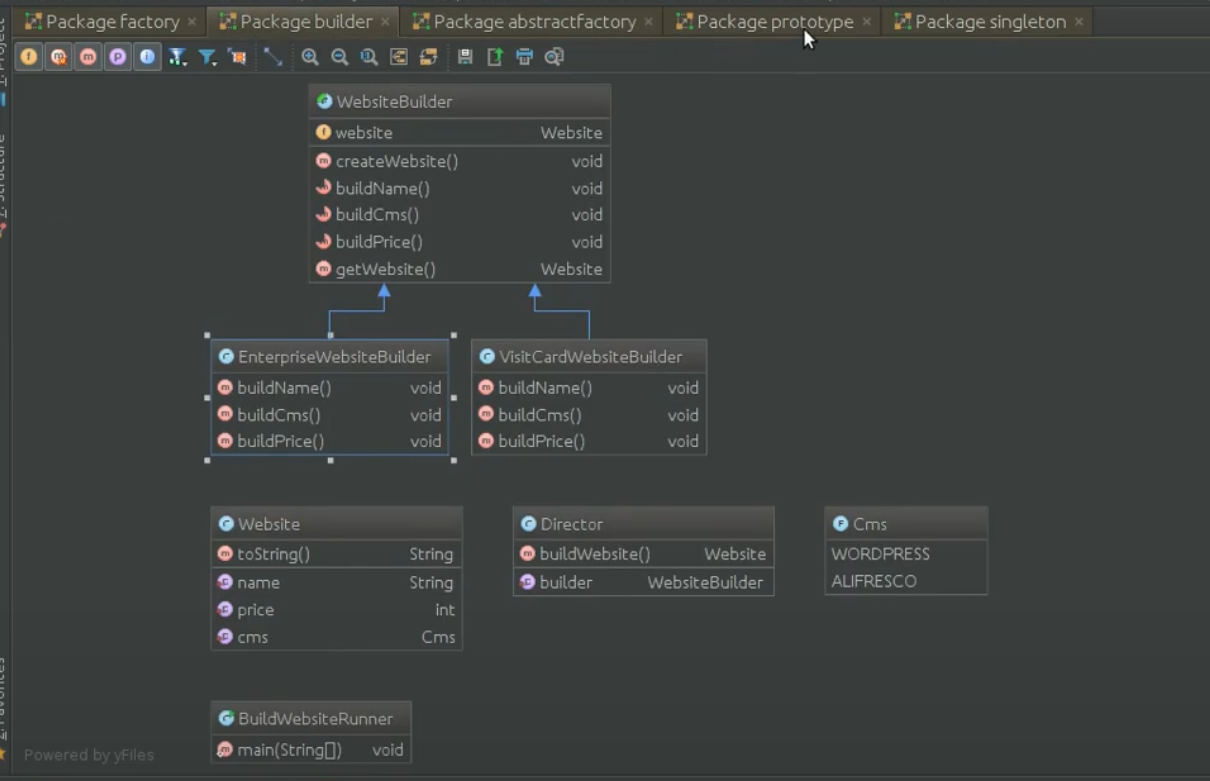 Package factory
Package builder
Package abstractfactory
Package prototype
Package singleton
WebsiteBuilder
website Website
createWebsite() void
buildName() void
buildCms() void
buildPrice() void
getWebsite() Website
EnterpriseWebsiteBuilder
buildName() void
buildCms() void
buildPrice() void
VisitCardWebsiteBuilder
buildName() void
buildCms() void
buildPrice() void
Website
toString() String
name String
price int
cms Cms
Director
buildWebsite() Website
builder WebsiteBuilder
Cms
WORDPRESS
ALIFRESCO
BuildWebsiteRunner
main(String[]) void
Powered by yFiles